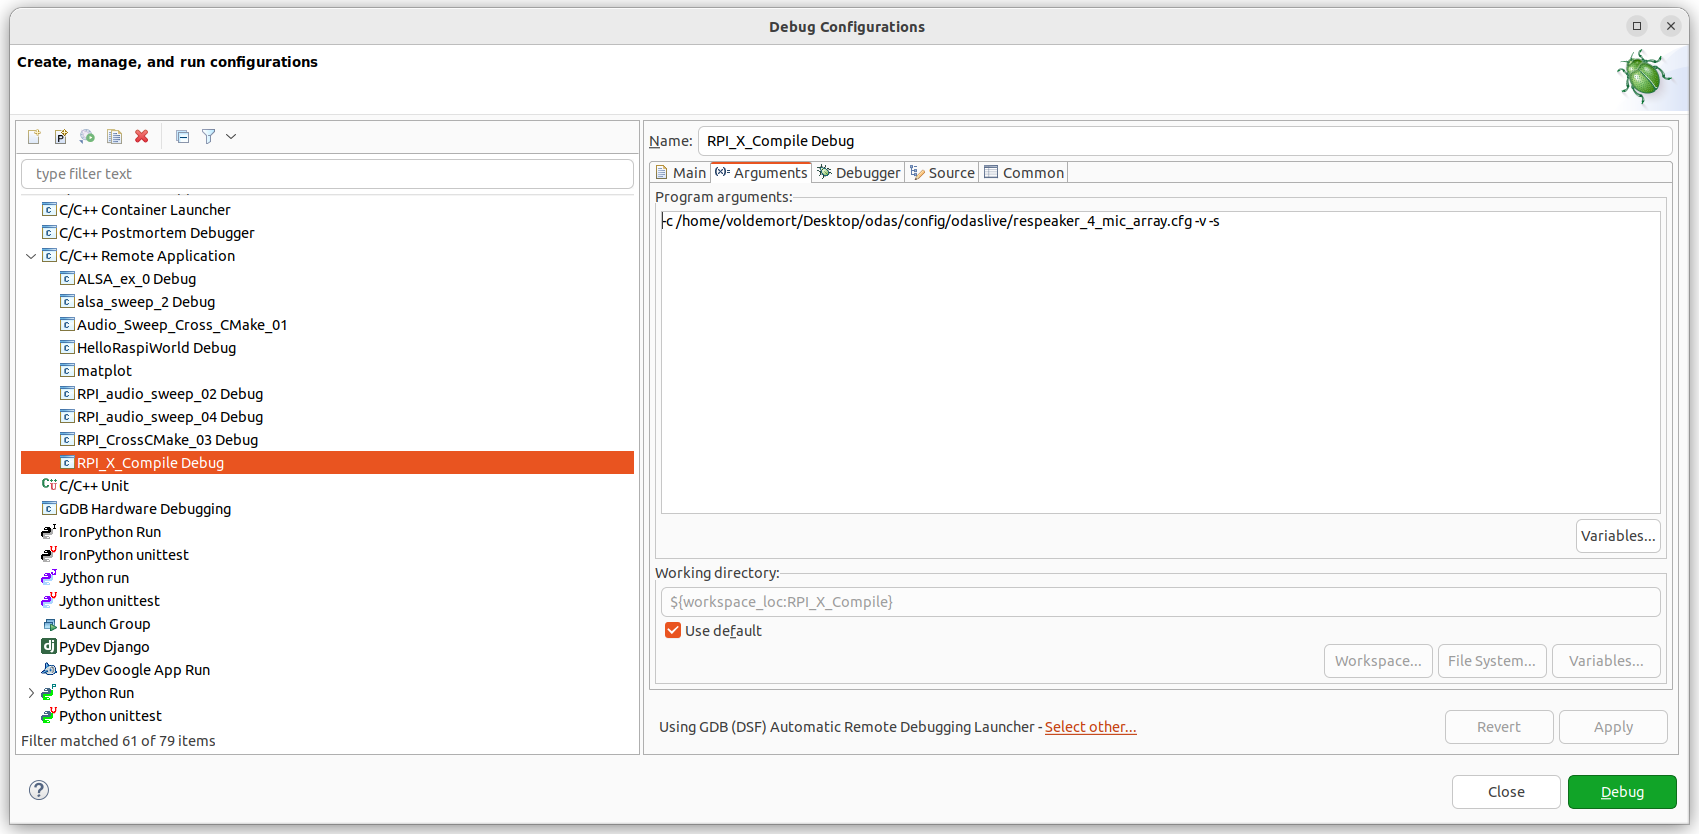 Debug Configurations
Create, manage, and run configurations
type filter text
C/C++ Container Launcher
C/C++ Postmortem Debugger
C/C++ Remote Application
ALSA_ex_0 Debug
alsa_sweep_2 Debug
Audio_Sweep_Cross_CMake_01
HelloRaspiWorld Debug
matplot
RPI_audio_sweep_02 Debug
RPI_audio_sweep_04 Debug
RPI_CrossCMake_03 Debug
RPI_X_Compile Debug
C/C++ Unit
GDB Hardware Debugging
IronPython Run
IronPython unittest
Jython run
Jython unittest
Launch Group
PyDev Django
PyDev Google App Run
Python Run
Python unittest
Filter matched 61 of 79 items
Name: RPI_X_Compile Debug
Main (x)= Arguments Debugger Source Common
Program arguments:
-c /home/voldemort/Desktop/odas/config/odaslive/respeaker_4_mic_array.cfg -v -s
Variables...
Working directory:
${workspace_loc:RPI_X_Compile}
Use default
Workspace... File System... Variables...
Using GDB (DSF) Automatic Remote Debugging Launcher - Select other...
Revert Apply
Close Debug